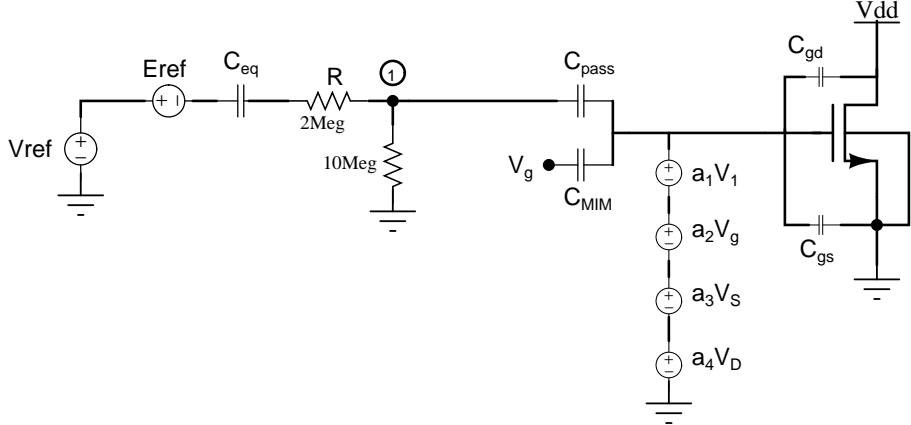 Vdd
C_gd
Eref
C_eq
R
1
C_pass
+ -
2Meg
Vref
+ -
10Meg
V_g
C_MIM
+ -
a_1V_1
C_gs
+ -
a_2V_g
+ -
a_3V_S
+ -
a_4V_D